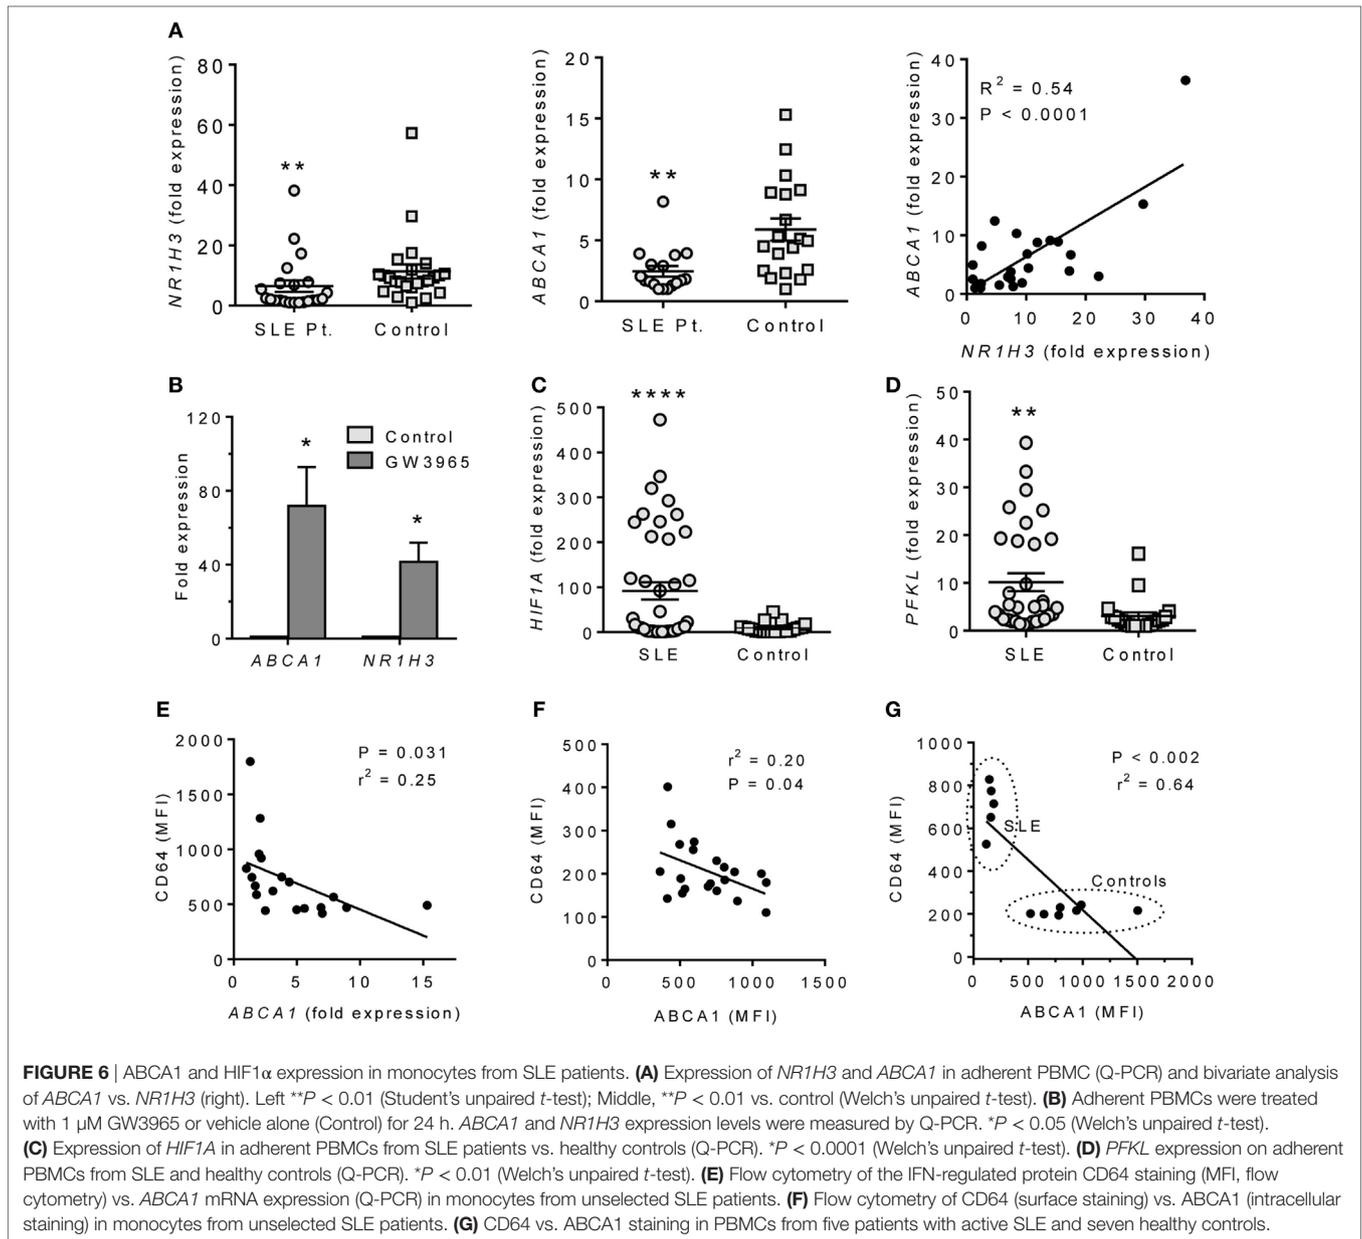 A
NR1H3 (fold expression)
80
60
40
20
0
**
SLE Pt.
Control
ABCA1 (fold expression)
20
15
10
5
0
**
SLE Pt.
Control
ABCA1 (fold expression)
40
30
20
10
0
R² = 0.54
P < 0.0001
0 10 20 30 40
NR1H3 (fold expression)
B
Fold expression
120
80
40
0
*
*
Control
GW3965
ABCA1
NR1H3
C
HIF1A (fold expression)
500
400
300
200
100
0
****
SLE
Control
D
PFKL (fold expression)
50
40
30
20
10
0
**
SLE
Control
E
CD64 (MFI)
2000
1500
1000
500
0
P = 0.031
r² = 0.25
0 5 10 15
ABCA1 (fold expression)
F
CD64 (MFI)
500
400
300
200
100
0
r² = 0.20
P = 0.04
0 500 1000 1500
ABCA1 (MFI)
G
CD64 (MFI)
1000
800
600
400
200
0
P < 0.002
r² = 0.64
SLE
Controls
0 500 1000 1500 2000
ABCA1 (MFI)
FIGURE 6 | ABCA1 and HIF1α expression in monocytes from SLE patients. (A) Expression of NR1H3 and ABCA1 in adherent PBMC (Q-PCR) and bivariate analysis
of ABCA1 vs. NR1H3 (right). Left **P < 0.01 (Student's unpaired t-test); Middle, **P < 0.01 vs. control (Welch's unpaired t-test). (B) Adherent PBMCs were treated
with 1 µM GW3965 or vehicle alone (Control) for 24 h. ABCA1 and NR1H3 expression levels were measured by Q-PCR. *P < 0.05 (Welch's unpaired t-test).
(C) Expression of HIF1A in adherent PBMCs from SLE patients vs. healthy controls (Q-PCR). *P < 0.0001 (Welch's unpaired t-test). (D) PFKL expression on adherent
PBMCs from SLE and healthy controls (Q-PCR). *P < 0.01 (Welch's unpaired t-test). (E) Flow cytometry of the IFN-regulated protein CD64 staining (MFI, flow
cytometry) vs. ABCA1 mRNA expression (Q-PCR) in monocytes from unselected SLE patients. (F) Flow cytometry of CD64 (surface staining) vs. ABCA1 (intracellular
staining) in monocytes from unselected SLE patients. (G) CD64 vs. ABCA1 staining in PBMCs from five patients with active SLE and seven healthy controls.